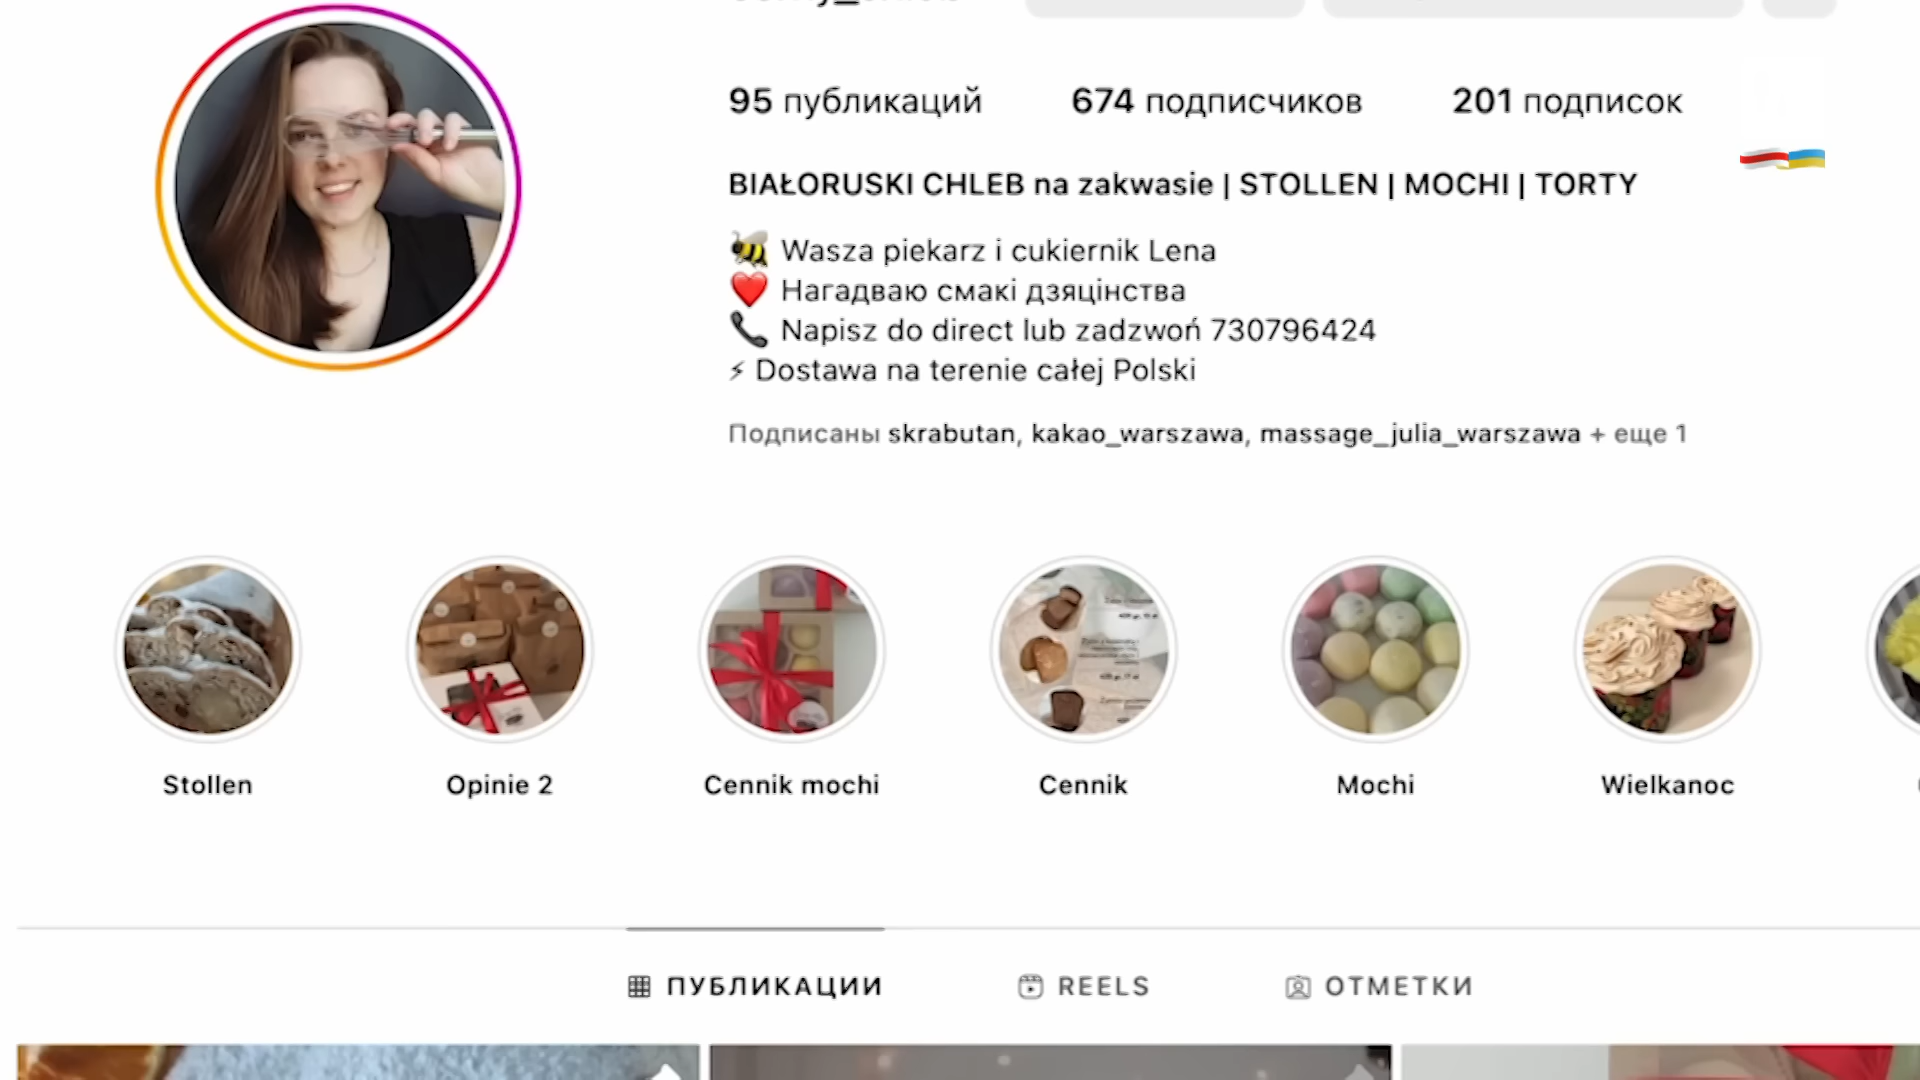 95 публикаций 674 подписчиков 201 подписок
BIAŁORUSKI CHLEB na zakwasie | STOLLEN | MOCHI | TORTY
Wasza piekarz i cukiernik Lena
Нагадваю смакі дзяцінства
Napisz do direct lub zadzwoń 730796424
Dostawa na terenie całej Polski
Подписаны skrabutan, kakao_warszawa, massage_julia_warszawa + еще 1
Stollen Opinie 2 Cennik mochi Cennik Mochi Wielkanoc
ПУБЛИКАЦИИ REELS ОТМЕТКИ